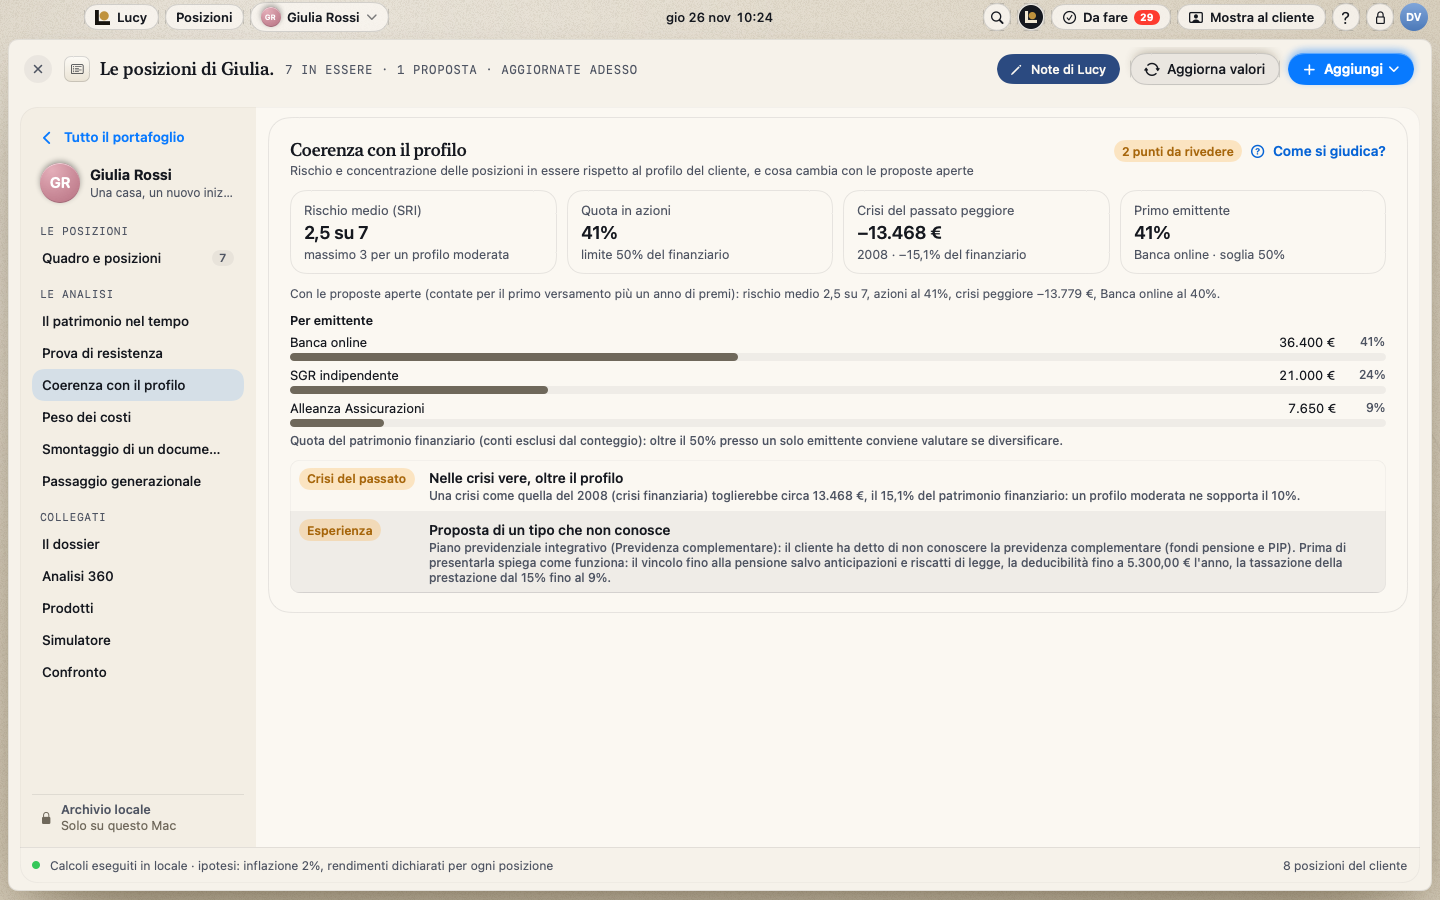 Lucy
Posizioni
GR Giulia Rossi
gio 26 nov 10:24
Da fare 29
Mostra al cliente
?
DV
Le posizioni di Giulia.
7 IN ESSERE · 1 PROPOSTA · AGGIORNATE ADESSO
Note di Lucy
Aggiorna valori
+ Aggiungi
Tutto il portafoglio
GR
Giulia Rossi
Una casa, un nuovo iniz...
LE POSIZIONI
Quadro e posizioni 7
LE ANALISI
Il patrimonio nel tempo
Prova di resistenza
Coerenza con il profilo
Peso dei costi
Smontaggio di un docume...
Passaggio generazionale
COLLEGATI
Il dossier
Analisi 360
Prodotti
Simulatore
Confronto
Archivio locale
Solo su questo Mac
Coerenza con il profilo
2 punti da rivedere
? Come si giudica?
Rischio e concentrazione delle posizioni in essere rispetto al profilo del cliente, e cosa cambia con le proposte aperte
Rischio medio (SRI)
2,5 su 7
massimo 3 per un profilo moderata
Quota in azioni
41%
limite 50% del finanziario
Crisi del passato peggiore
−13.468 €
2008 · −15,1% del finanziario
Primo emittente
41%
Banca online · soglia 50%
Con le proposte aperte (contate per il primo versamento più un anno di premi): rischio medio 2,5 su 7, azioni al 41%, crisi peggiore −13.779 €, Banca online al 40%.
Per emittente
Banca online 36.400 € 41%
SGR indipendente 21.000 € 24%
Alleanza Assicurazioni 7.650 € 9%
Quota del patrimonio finanziario (conti esclusi dal conteggio): oltre il 50% presso un solo emittente conviene valutare se diversificare.
Crisi del passato
Nelle crisi vere, oltre il profilo
Una crisi come quella del 2008 (crisi finanziaria) toglierebbe circa 13.468 €, il 15,1% del patrimonio finanziario: un profilo moderata ne sopporta il 10%.
Esperienza
Proposta di un tipo che non conosce
Piano previdenziale integrativo (Previdenza complementare): il cliente ha detto di non conoscere la previdenza complementare (fondi pensione e PIP). Prima di
presentarla spiega come funziona: il vincolo fino alla pensione salvo anticipazioni e riscatti di legge, la deducibilità fino a 5.300,00 € l'anno, la tassazione della
prestazione dal 15% fino al 9%.
Calcoli eseguiti in locale · ipotesi: inflazione 2%, rendimenti dichiarati per ogni posizione
8 posizioni del cliente